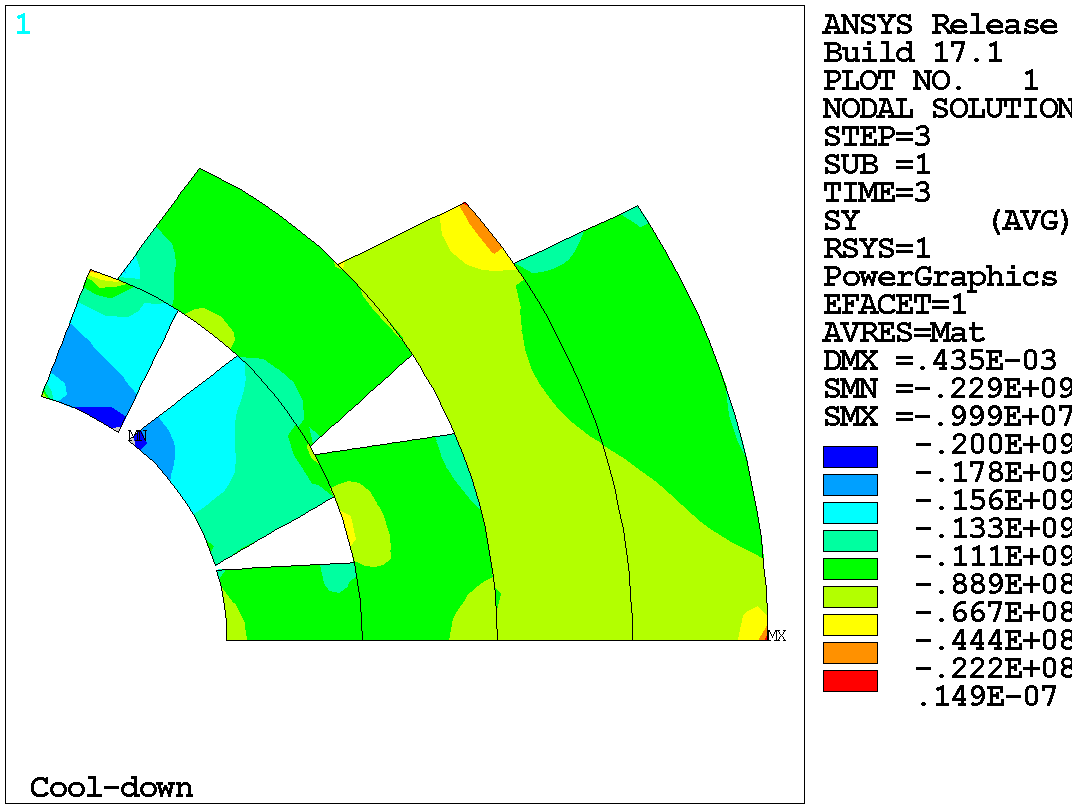 1
ANSYS Release
Build 17.1
PLOT NO. 1
NODAL SOLUTION
STEP=3
SUB =1
TIME=3
SY (AVG)
RSYS=1
PowerGraphics
EFACET=1
AVRES=Mat
DMX =.435E-03
SMN =-.229E+09
SMX =-.999E+07
-.200E+09
-.178E+09
-.156E+09
-.133E+09
-.111E+09
-.889E+08
-.667E+08
-.444E+08
-.222E+08
.149E-07
MN
MX
Cool-down